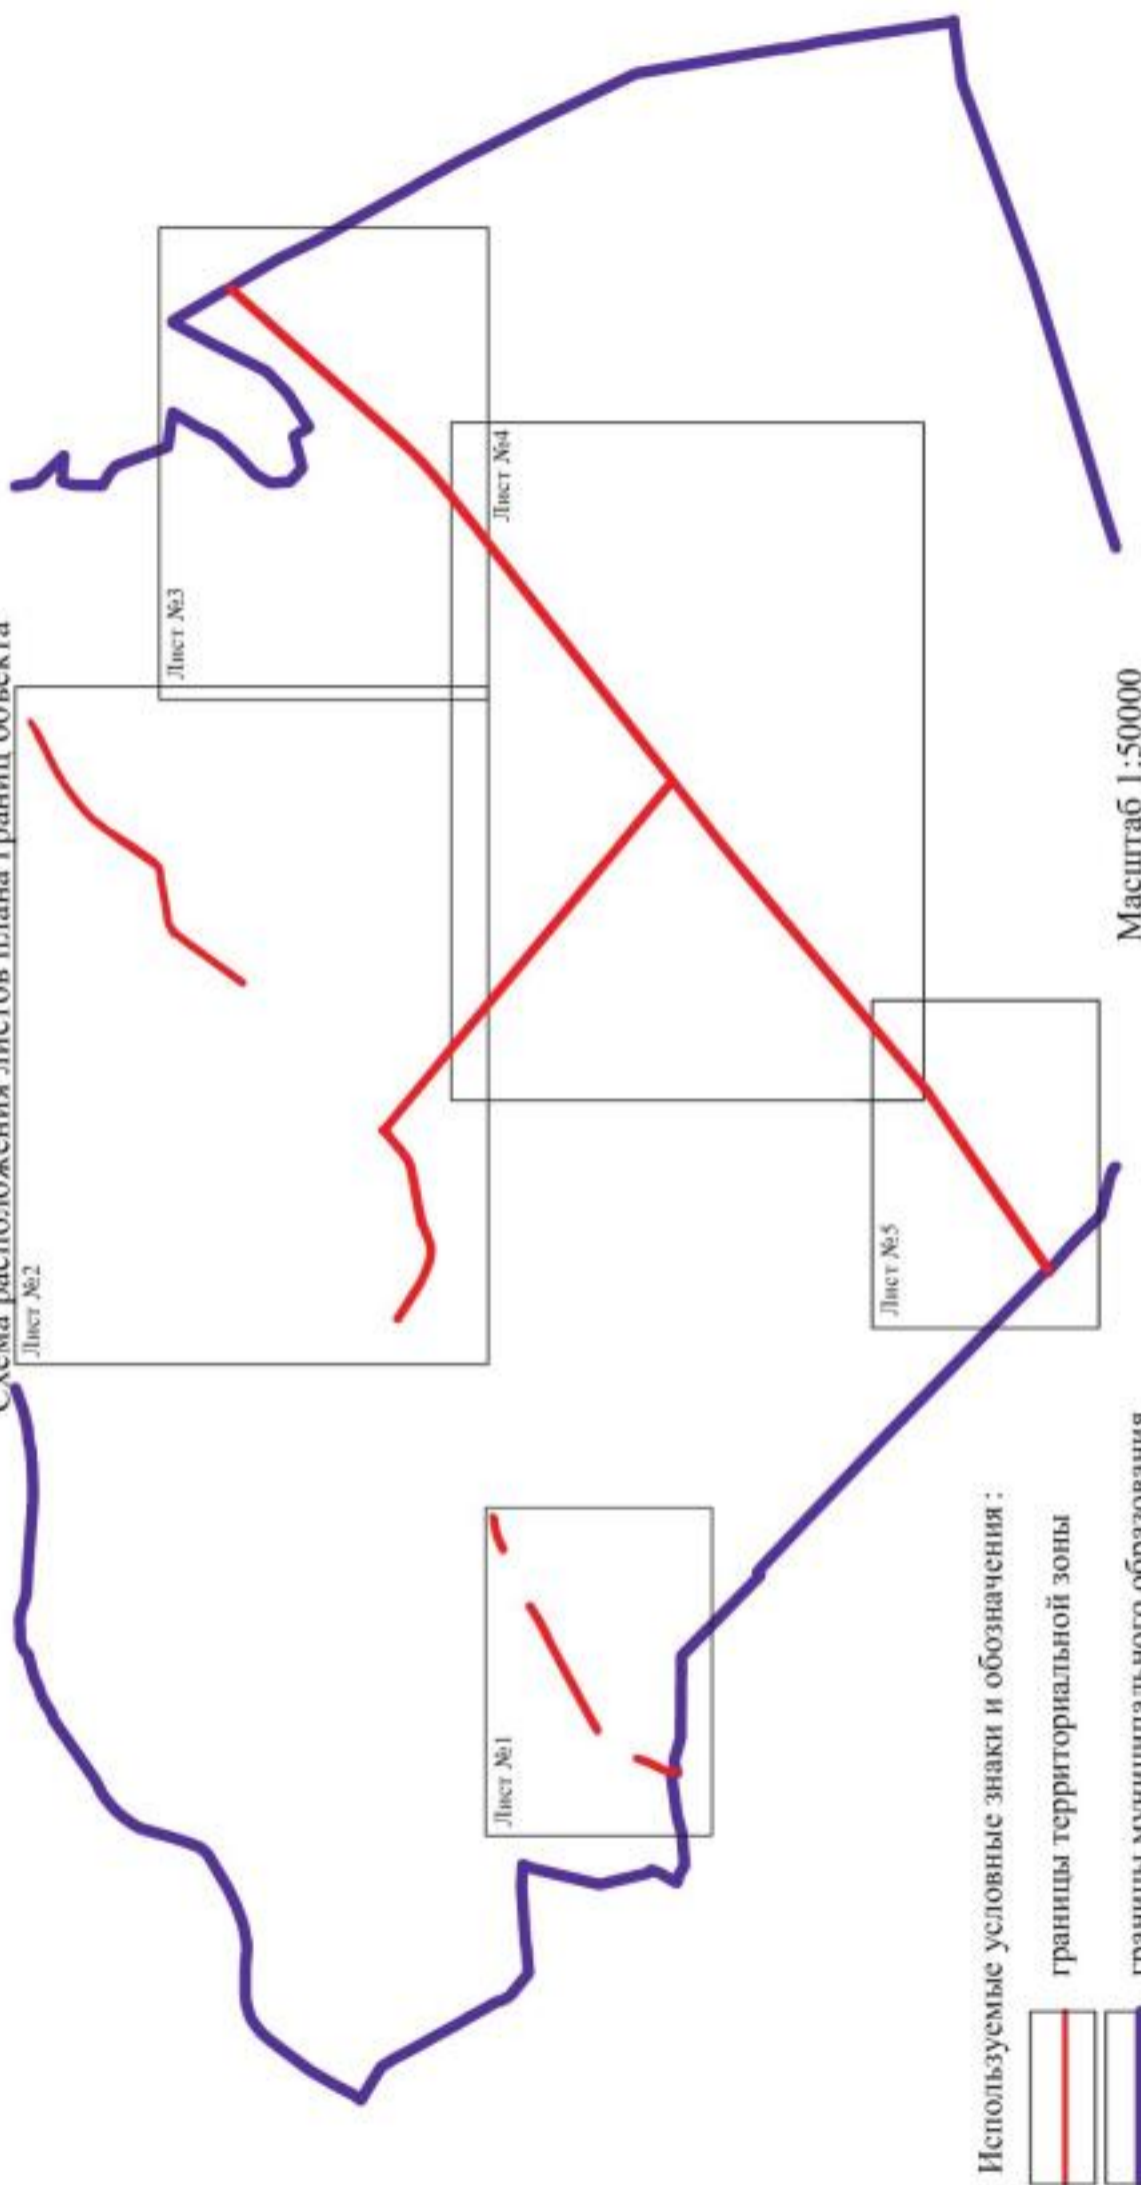 Схема расположения листов плана границ объекта
Лист №2
Лист №3
Лист №1
Лист №4
Лист №5
Масштаб 1:50000
Используемые условные знаки и обозначения :
границы территориальной зоны
границы муниципального образования